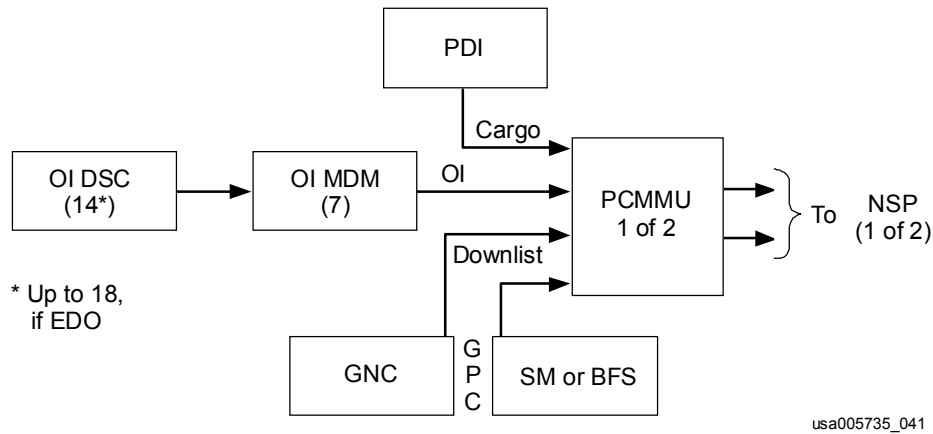 PDI
Cargo
OI DSC
(14*)
OI MDM
(7)
OI
PCMMU
1 of 2
To
NSP
(1 of 2)
Downlist
* Up to 18,
if EDO
GNC
G
P
C
SM or BFS
usa005735_041